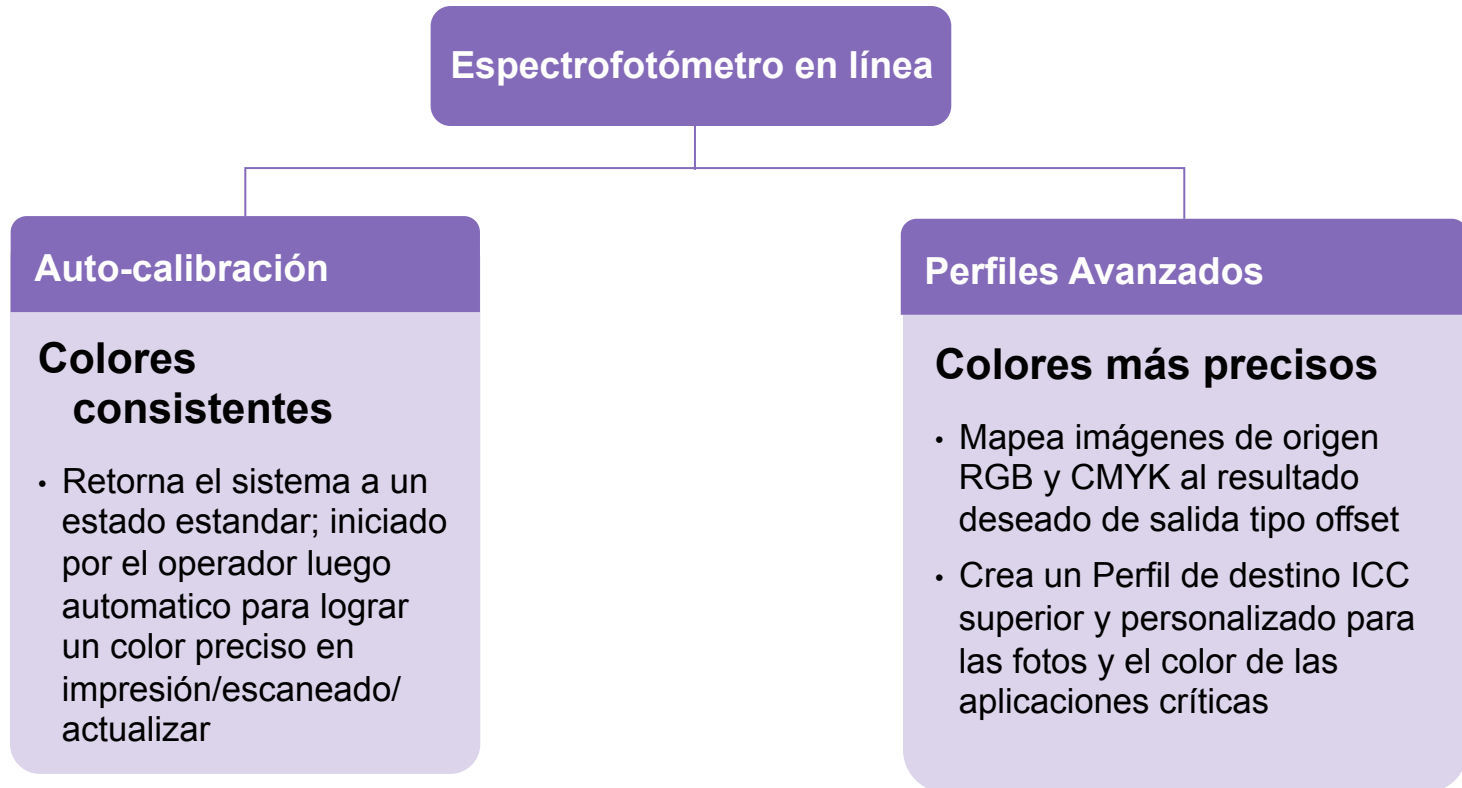 Espectrofotómetro en línea
Auto-calibración
Colores
consistentes
• Retorna el sistema a un
estado estandar; iniciado
por el operador luego
automatico para lograr
un color preciso en
impresión/escaneado/
actualizar
Perfiles Avanzados
Colores más precisos
• Mapea imágenes de origen
RGB y CMYK al resultado
deseado de salida tipo offset
• Crea un Perfil de destino ICC
superior y personalizado para
las fotos y el color de las
aplicaciones críticas